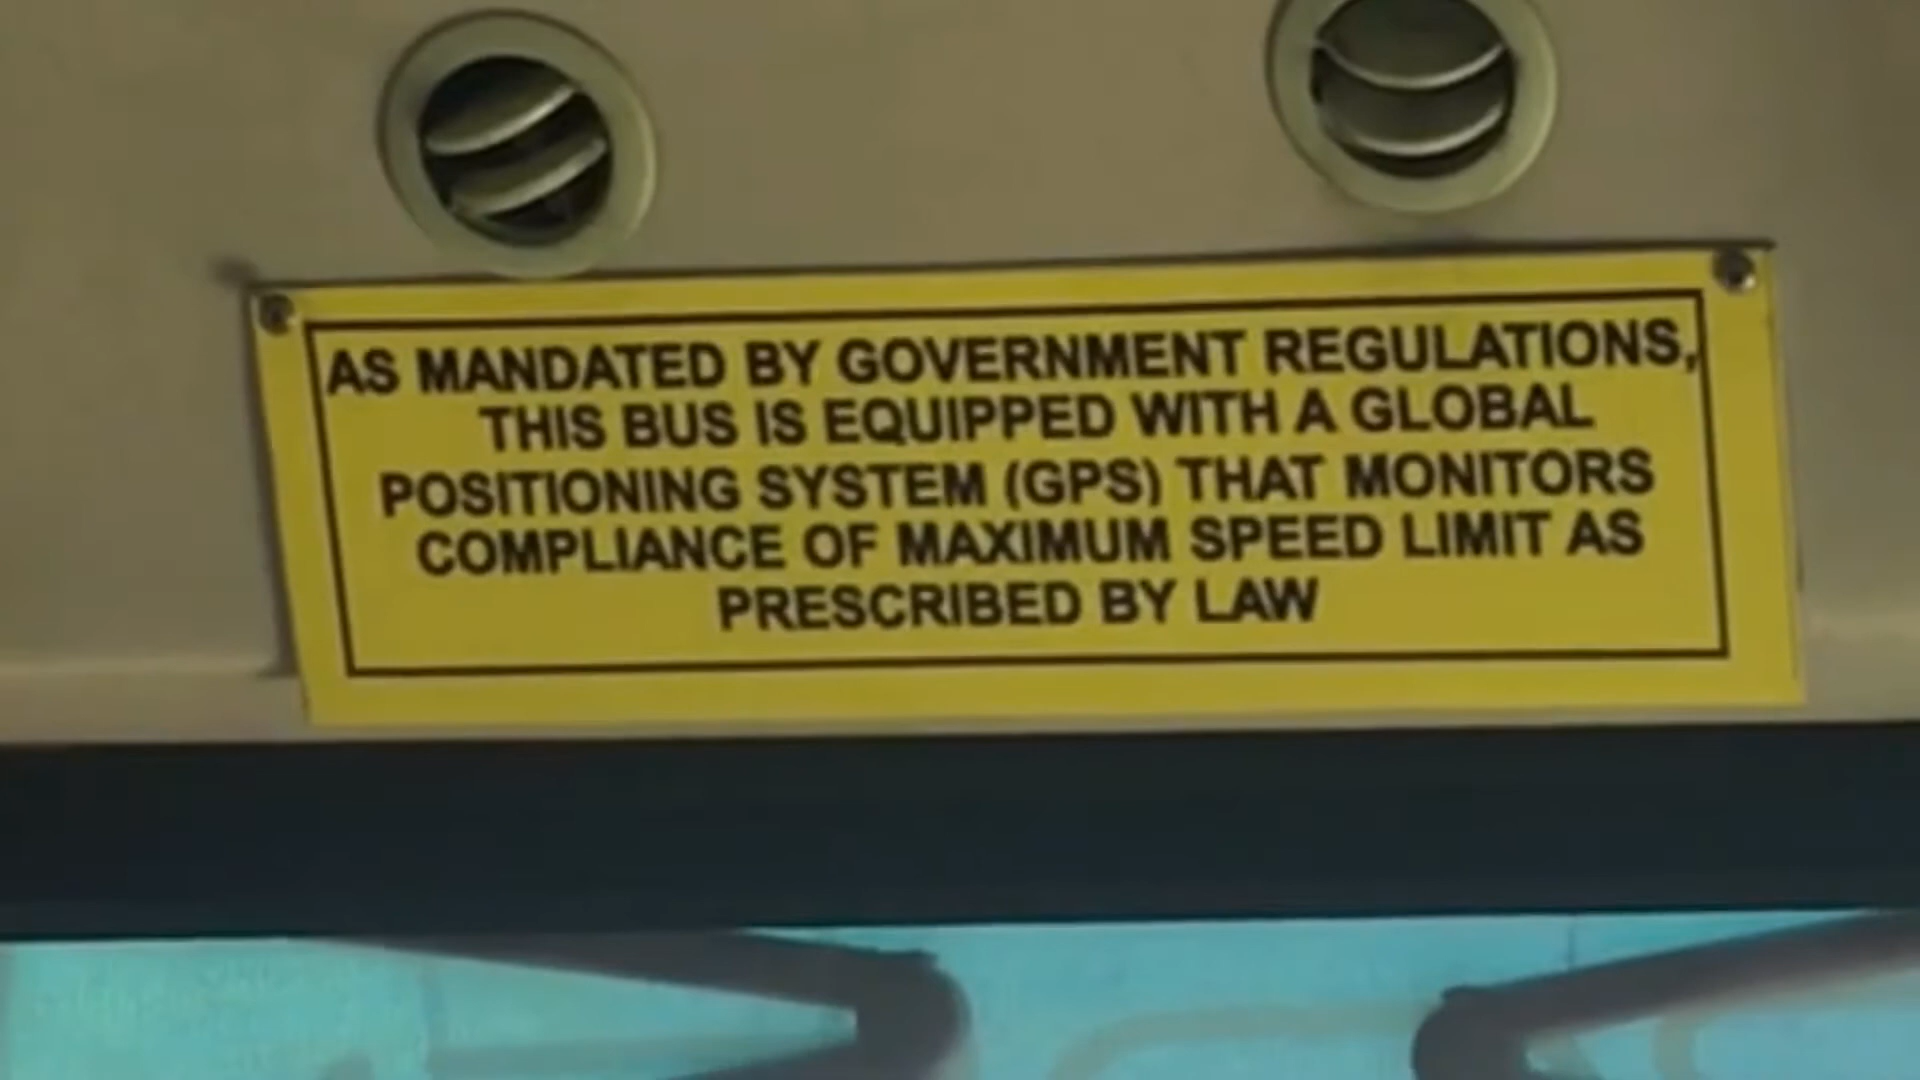 AS MANDATED BY GOVERNMENT REGULATIONS,
THIS BUS IS EQUIPPED WITH A GLOBAL
POSITIONING SYSTEM (GPS) THAT MONITORS
COMPLIANCE OF MAXIMUM SPEED LIMIT AS
PRESCRIBED BY LAW